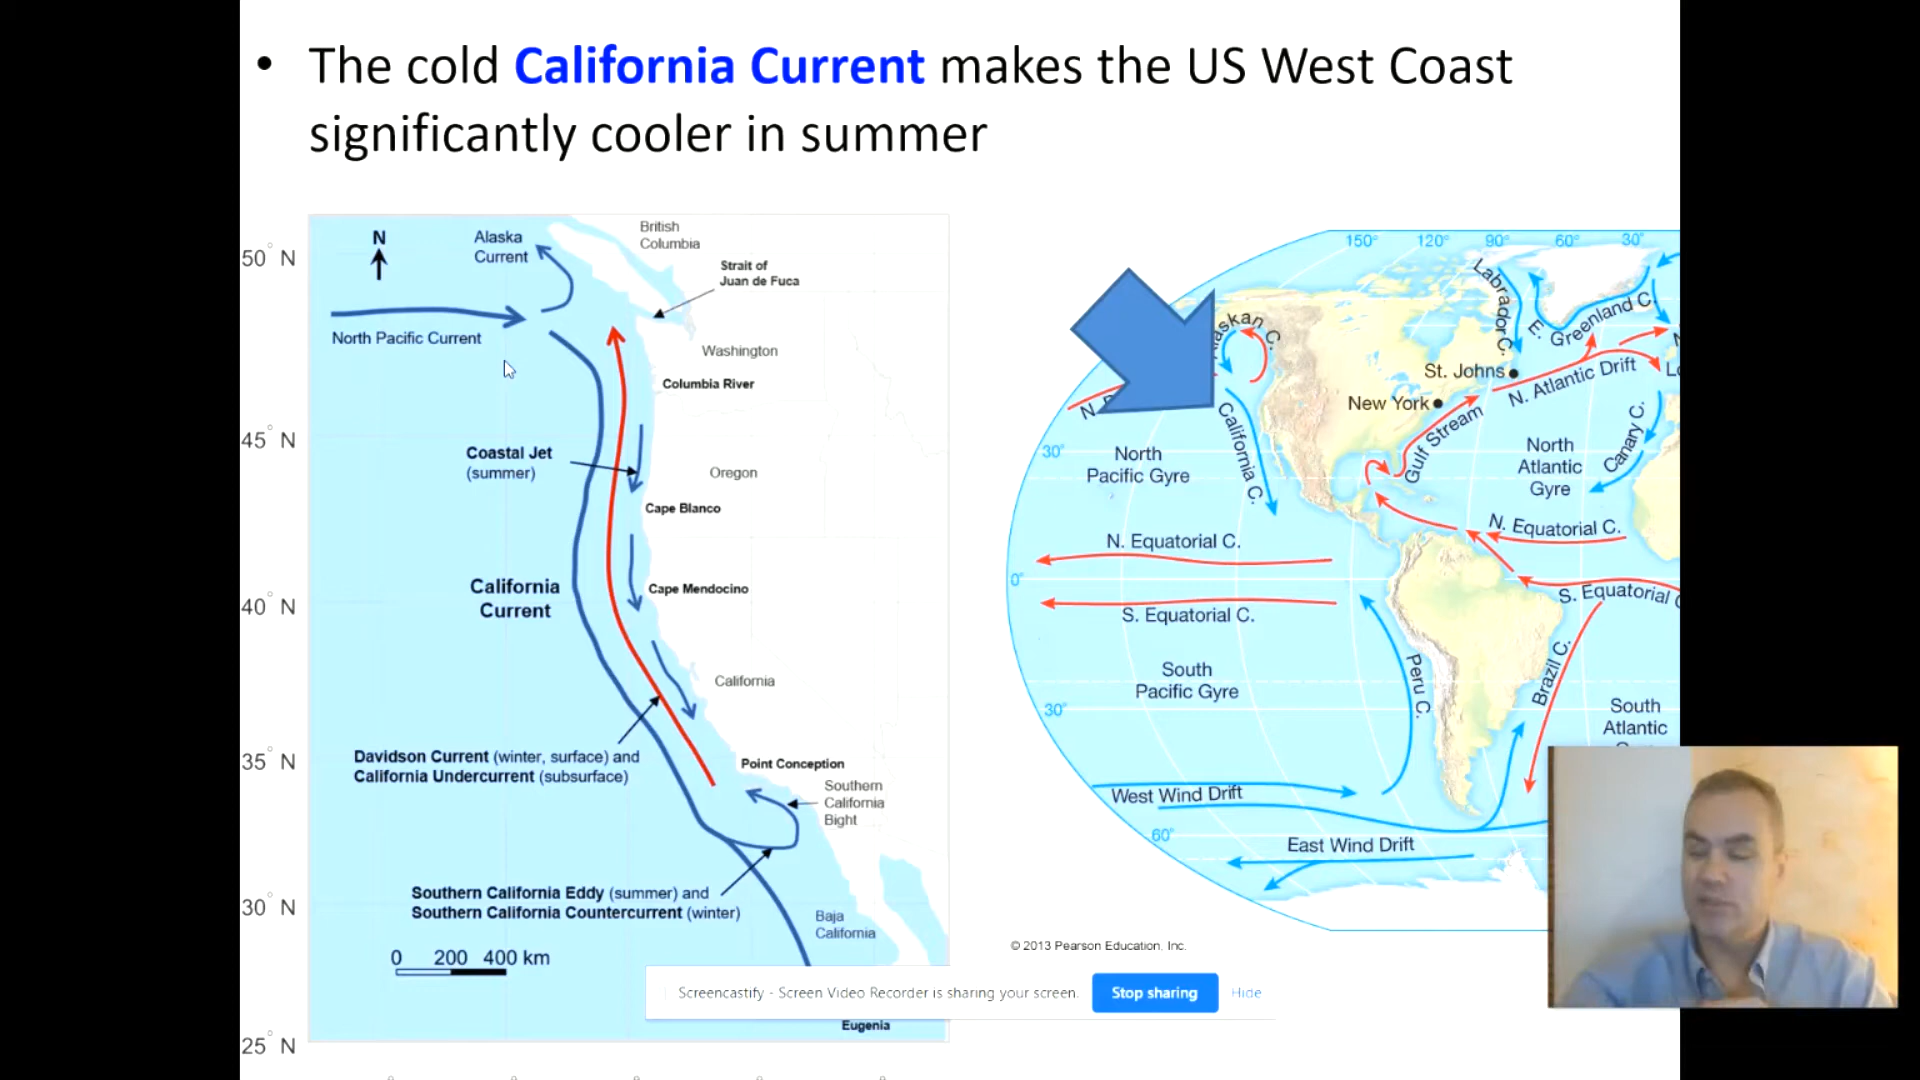 • The cold California Current makes the US West Coast
significantly cooler in summer
50° N
45° N
40° N
35° N
30° N
25° N
N
Alaska
Current
British
Columbia
Strait of
Juan de Fuca
North Pacific Current
Washington
Columbia River
Coastal Jet
(summer)
Oregon
Cape Blanco
California
Current
Cape Mendocino
California
Davidson Current (winter, surface) and
California Undercurrent (subsurface)
Point Conception
Southern
California
Bight
Southern California Eddy (summer) and
Southern California Countercurrent (winter)
Baja
California
0 200 400 km
Eugenia
150° 120° 90° 60° 30°
Labrador C.
E. Greenland C.
Alaskan C.
St. Johns
N. Atlantic Drift
New York
Gulf Stream
California C.
Canary C.
30°
North
Pacific Gyre
North
Atlantic
Gyre
N. Equatorial C.
N. Equatorial C.
0°
S. Equatorial C.
S. Equatorial C
South
Pacific Gyre
Peru C.
Brazil C.
30°
South
Atlantic
West Wind Drift
60°
East Wind Drift
© 2013 Pearson Education, Inc.
Screencastify - Screen Video Recorder is sharing your screen.
Stop sharing
Hide